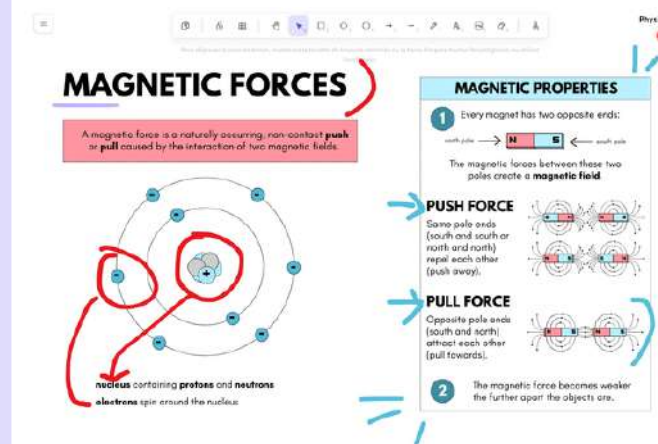 Phys
MAGNETIC FORCES
A magnetic force is a naturally occurring, non-contact push
or pull caused by the interaction of two magnetic fields.
nucleus containing protons and neutrons
electrons spin around the nucleus
MAGNETIC PROPERTIES
1
Every magnet has two opposite ends:
north pole
N
S
south pole
The magnetic forces between these two
poles create a magnetic field.
PUSH FORCE
Same pole ends
(south and south or
north and north)
repel each other
(push away).
PULL FORCE
Opposite pole ends
(south and north)
attract each other
(pull towards).
2
The magnetic force becomes weaker
the further apart the objects are.